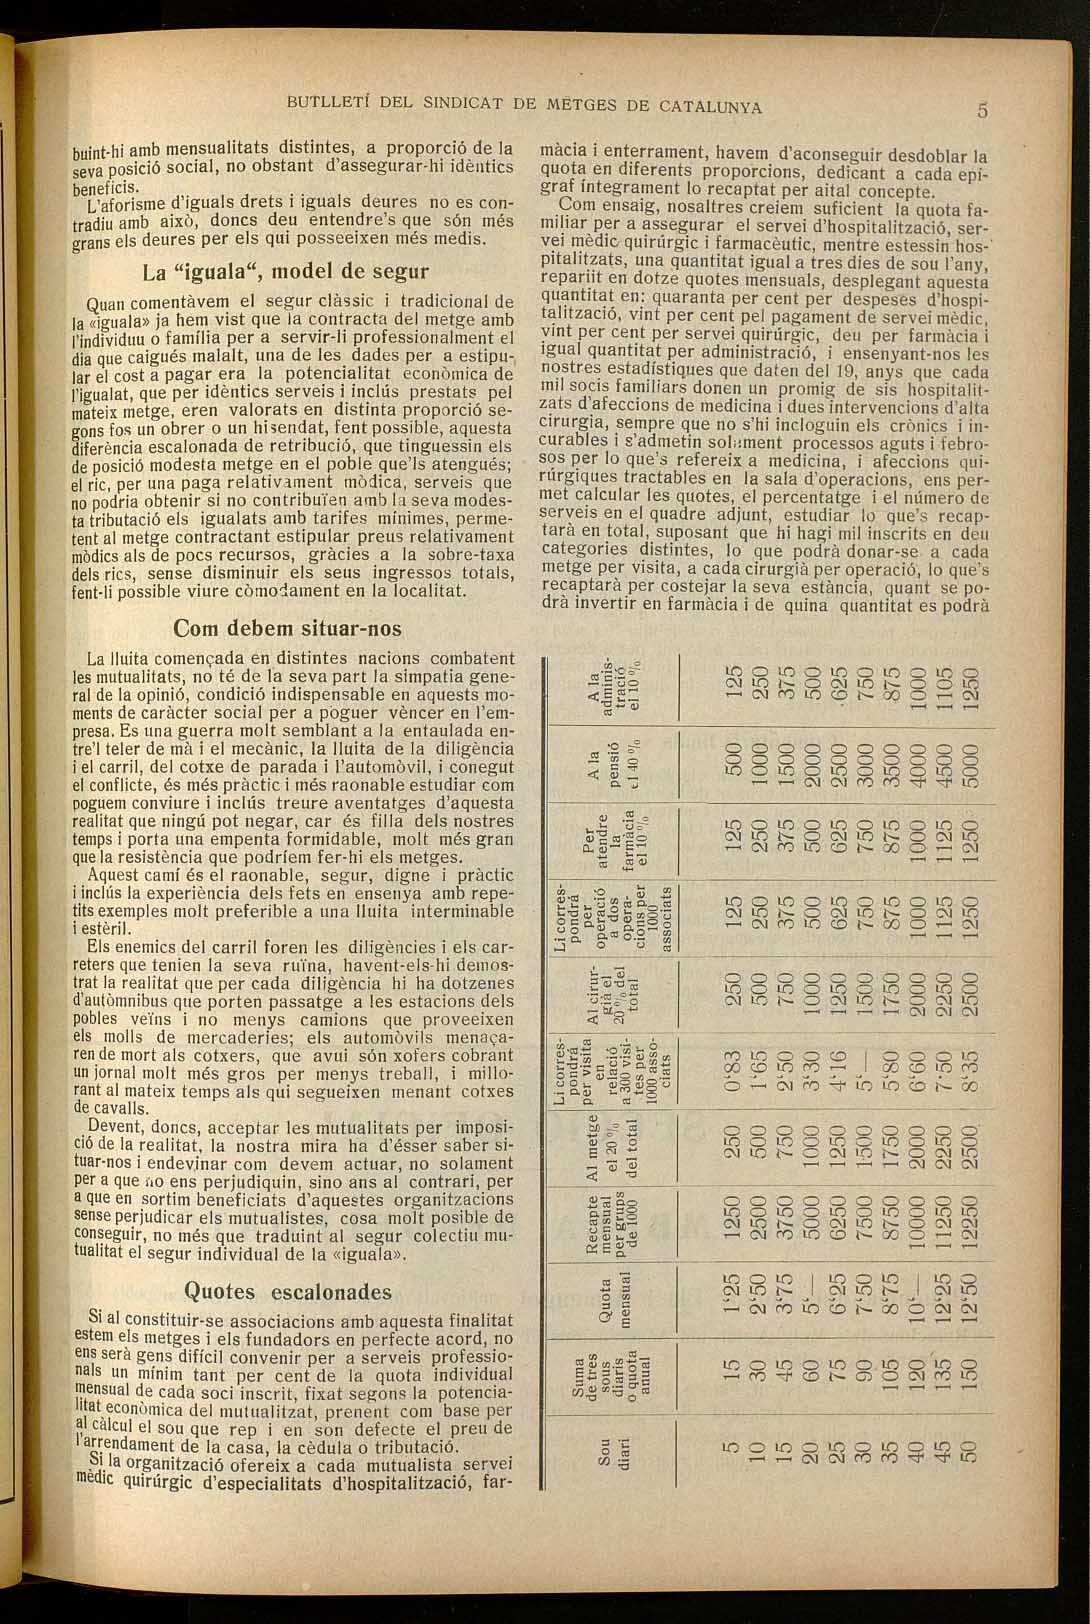 BUTLLETÍ DEL SINDICAT DE METGES DE CATALUNYA
5
buint-hi amb mensualitats distintes, a proporció de la
seva posició social, no obstant d'assegurar-hi idèntics
beneficis.
L'aforisme d'iguals drets i iguals deures no es con-
tradiu amb això, doncs deu entendre's que són més
grans els deures per els qui posseeixen més medis.
La “iguala“, model de segur
Quan comentàvem el segur clàssic i tradicional de
la «iguala» ja hem vist que la contracta del metge amb
l'individuu o família per a servir-li professionalment el
dia que caigués malalt, una de les dades per a estipu-
lar el cost a pagar era la potencialitat econòmica de
l'igualat, que per idèntics serveis i inclús prestats pel
mateix metge, eren valorats en distinta proporció se-
gons fos un obrer o un hisendat, fent possible, aquesta
diferència escalonada de retribució, que tinguessin els
de posició modesta metge en el poble que'ls atengués;
el ric, per una paga relativament mòdica, serveis que
no podria obtenir si no contribuïen amb la seva modes-
ta tributació els igualats amb tarifes mínimes, perme-
tent al metge contractant estipular preus relativament
mòdics als de pocs recursos, gràcies a la sobre-taxa
dels rics, sense disminuir els seus ingressos totals,
fent-li possible viure còmodament en la localitat.
Com debem situar-nos
La lluita començada en distintes nacions combatent
les mutualitats, no té de la seva part la simpatia gene-
ral de la opinió, condició indispensable en aquests mo-
ments de caràcter social per a poguer vèncer en l'em-
presa. Es una guerra molt semblant a la entaulada en-
tre'l teler de mà i el mecànic, la lluita de la diligència
i el carril, del cotxe de parada i l'automòvil, i conegut
el conflicte, és més pràctic i més raonable estudiar com
poguem conviure i inclús treure aventatges d'aquesta
realitat que ningú pot negar, car és filla dels nostres
temps i porta una empenta formidable, molt més gran
que la resistència que podríem fer-hi els metges.
Aquest camí és el raonable, segur, digne i pràctic
i inclús la experiència dels fets en ensenya amb repe-
tits exemples molt preferible a una lluita interminable
i estèril.
Els enemics del carril foren les diligències i els car-
reters que tenien la seva ruïna, havent-els-hi demos-
trat la realitat que per cada diligència hi ha dotzenes
d'autòmnibus que porten passatge a les estacions dels
pobles veïns i no menys camions que proveeixen
els molls de mercaderies; els automòvils menaça-
ren de mort als cotxers, que avui són xofers cobrant
un jornal molt més gros per menys treball, i millo-
rant al mateix temps als qui segueixen menant cotxes
de cavalls.
Devent, doncs, acceptar les mutualitats per imposi-
ció de la realitat, la nostra mira ha d'ésser saber si-
tuar-nos i endevinar com devem actuar, no solament
per a que no ens perjudiquin, sino ans al contrari, per
a que en sortim beneficiats d'aquestes organitzacions
sense perjudicar els mutualistes, cosa molt posible de
conseguir, no més que traduint al segur colectiu mu-
tualitat el segur individual de la «iguala».
Quotes escalonades
Si al constituir-se associacions amb aquesta finalitat
estem els metges i els fundadors en perfecte acord, no
ens serà gens difícil convenir per a serveis professio-
nals un mínim tant per cent de la quota individual
mensual de cada soci inscrit, fixat segons la potencia-
litat econòmica del mutualitzat, prenent com base per
al càlcul el sou que rep i en son defecte el preu de
l'arrendament de la casa, la cèdula o tributació.
Si la organització ofereix a cada mutualista servei
mèdic quirúrgic d'especialitats d'hospitalització, far-
màcia i enterrament, havem d'aconseguir desdoblar la
quota en diferents proporcions, dedicant a cada epí-
graf íntegrament lo recaptat per aital concepte.
Com ensaig, nosaltres creiem suficient la quota fa-
miliar per a assegurar el servei d'hospitalització, ser-
vei mèdic quirúrgic i farmacèutic, mentre estessin hos-
pitalitzats, una quantitat igual a tres dies de sou l'any,
repariit en dotze quotes mensuals, desplegant aquesta
quantitat en: quaranta per cent per despeses d'hospi-
talització, vint per cent pel pagament de servei mèdic,
vint per cent per servei quirúrgic, deu per farmàcia i
igual quantitat per administració, i ensenyant-nos les
nostres estadístiques que daten del 19, anys que cada
mil socis familiars donen un promig de sis hospitalit-
zats d'afeccions de medicina i dues intervencions d'alta
cirurgia, sempre que no s'hi incloguin els crònics i in-
curables i s'admetin solament processos aguts i febro-
sos per lo que's refereix a medicina, i afeccions qui-
rúrgiques tractables en la sala d'operacions, ens per-
met calcular les quotes, el percentatge i el número de
serveis en el quadre adjunt, estudiar lo que's recap-
tarà en total, suposant que hi hagi mil inscrits en deu
categories distintes, lo que podrà donar-se a cada
metge per visita, a cada cirurgià per operació, lo que's
recaptarà per costejar la seva estància, quant se po-
drà invertir en farmàcia i de quina quantitat es podrà
Sou diari | Suma de tres sous diaris o quota anual | Quota mensual | Recapte mensual per grups de 1000 | Al metge el 20 % del total | Li corres-pondrá per visita en relació a 300 visi-tes per 1000 asso-ciats | Al cirur-già el 20 % del total | Li corres-pondrá per operació a dos opera-cions per 1000 associats | Per atendre la farmàcia el 10 % | A la pensió el 40 % | A la adminis-tració el 10 %
5 | 15 | 1‘25 | 1250 | 250 | 0‘83 | 250 | 125 | 125 | 500 | 125
10 | 30 | 2‘50 | 2500 | 500 | 1‘65 | 500 | 250 | 250 | 1000 | 250
15 | 45 | 3‘75 | 3750 | 750 | 2‘50 | 750 | 375 | 375 | 1500 | 375
20 | 60 | 5‘— | 5000 | 1000 | 3‘30 | 1000 | 500 | 500 | 2000 | 500
25 | 75 | 6‘25 | 6250 | 1250 | 4‘16 | 1250 | 625 | 625 | 2500 | 625
30 | 90 | 7‘50 | 7500 | 1500 | 5‘— | 1500 | 750 | 750 | 3000 | 750
35 | 105 | 8‘75 | 8750 | 1750 | 5‘80 | 1750 | 875 | 875 | 3500 | 875
40 | 120 | 10‘— | 10000 | 2000 | 6‘60 | 2000 | 1000 | 1000 | 4000 | 1000
45 | 135 | 12‘25 | 11250 | 2250 | 7‘50 | 2250 | 1125 | 1125 | 4500 | 1105
50 | 150 | 12‘50 | 12250 | 2500 | 8‘35 | 2500 | 1250 | 1250 | 5000 | 1250